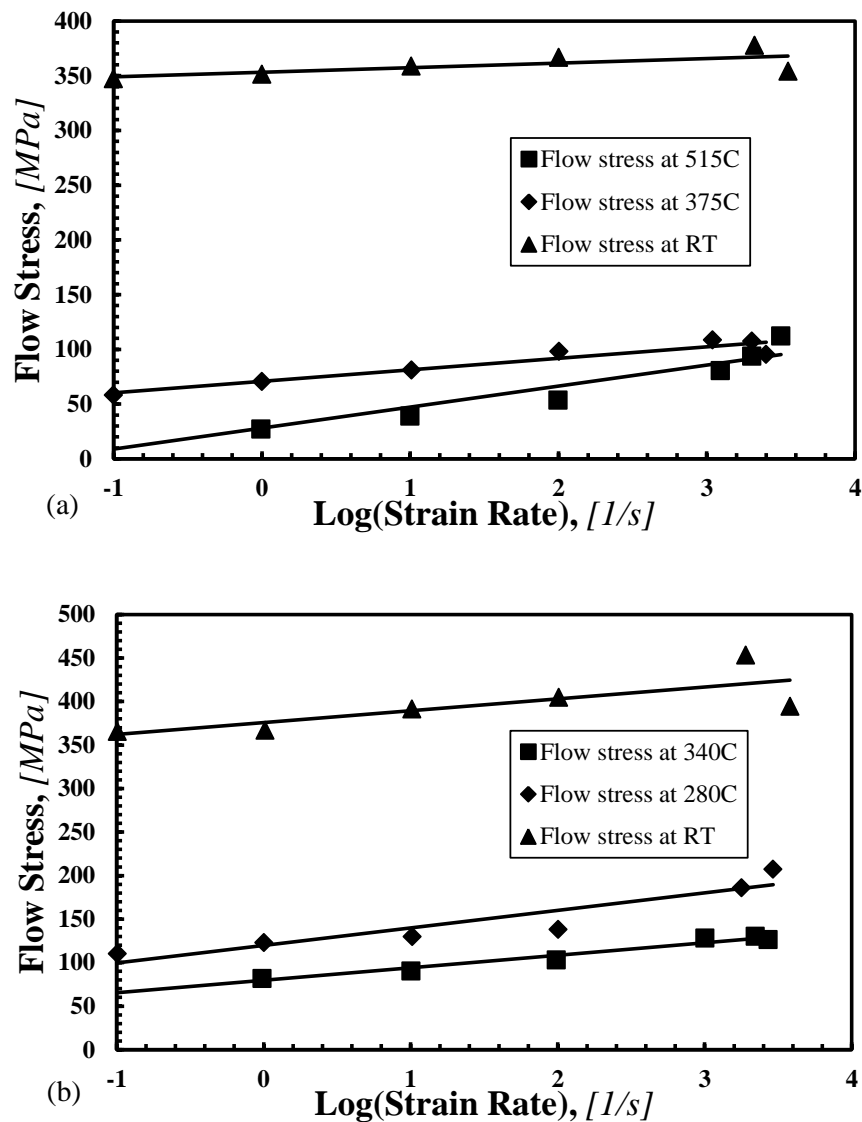 400
350
300
250
200
150
100
50
0
Flow Stress, [MPa]
Flow stress at 515C
Flow stress at 375C
Flow stress at RT
-1 0 1 2 3 4
(a)
Log(Strain Rate), [1/s]
500
450
400
350
300
250
200
150
100
50
0
Flow Stress, [MPa]
Flow stress at 340C
Flow stress at 280C
Flow stress at RT
-1 0 1 2 3 4
(b)
Log(Strain Rate), [1/s]